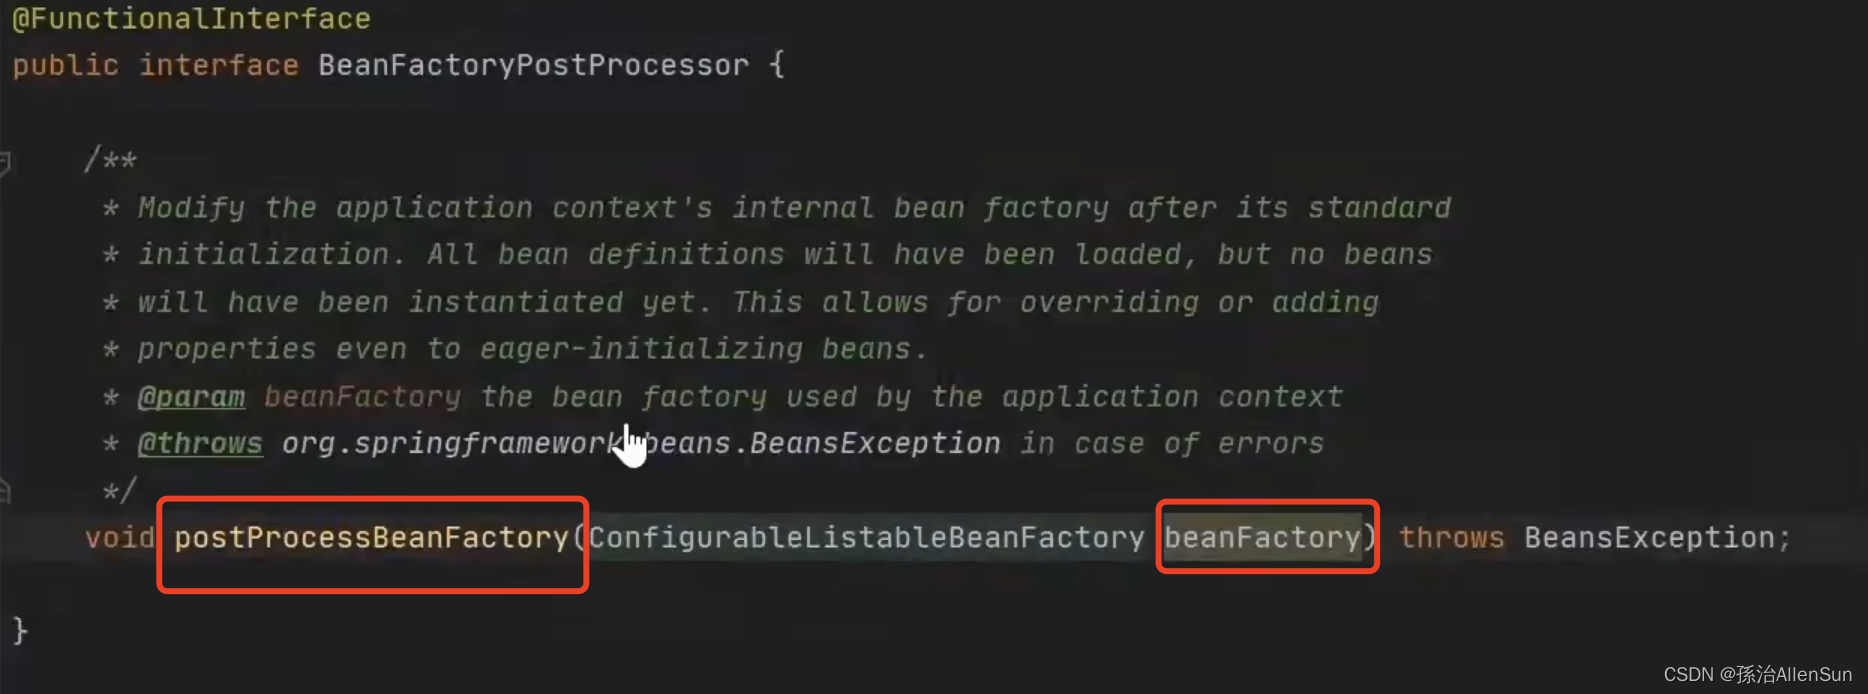 @FunctionalInterface
public interface BeanFactoryPostProcessor {
/**
* Modify the application context's internal bean factory after its standard
* initialization. All bean definitions will have been loaded, but no beans
* will have been instantiated yet. This allows for overriding or adding
* properties even to eager-initializing beans.
* @param beanFactory the bean factory used by the application context
* @throws org.springframework.beans.BeansException in case of errors
*/
void postProcessBeanFactory(ConfigurableListableBeanFactory beanFactory) throws BeansException;
}
CSDN @孫治AllenSun